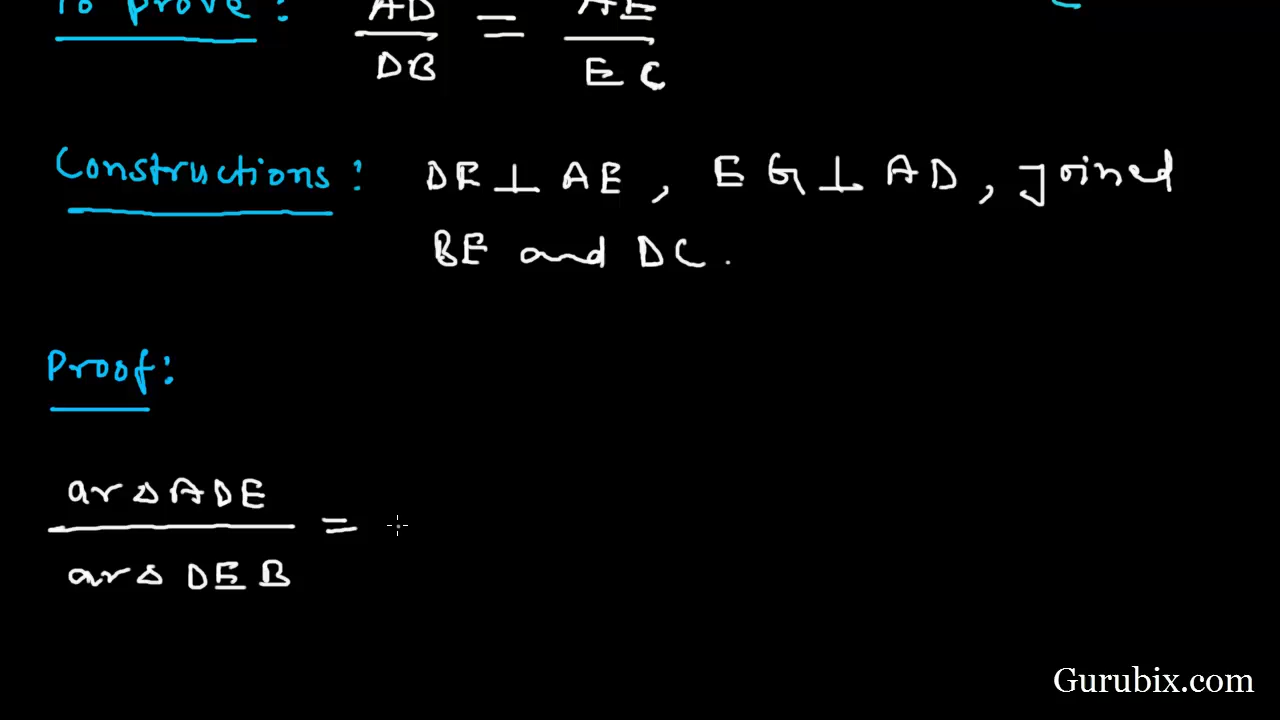 To prove : AD/DB = AE/EC
Constructions : DF ⊥ AE , EG ⊥ AD , joined
BE and DC .
Proof :
ar △ ADE / ar △ DEB =
Gurubix.com